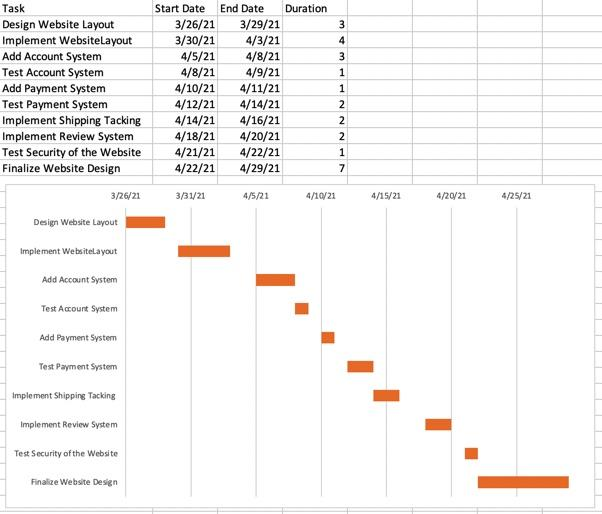 Task Start Date End Date Duration
Design Website Layout 3/26/21 3/29/21 3
Implement WebsiteLayout 3/30/21 4/3/21 4
Add Account System 4/5/21 4/8/21 3
Test Account System 4/8/21 4/9/21 1
Add Payment System 4/10/21 4/11/21 1
Test Payment System 4/12/21 4/14/21 2
Implement Shipping Tacking 4/14/21 4/16/21 2
Implement Review System 4/18/21 4/20/21 2
Test Security of the Website 4/21/21 4/22/21 1
Finalize Website Design 4/22/21 4/29/21 7
3/26/21 3/31/21 4/5/21 4/10/21 4/15/21 4/20/21 4/25/21
Design Website Layout
Implement WebsiteLayout
Add Account System
Test Account System
Add Payment System
Test Payment System
Implement Shipping Tacking
Implement Review System
Test Security of the Website
Finalize Website Design